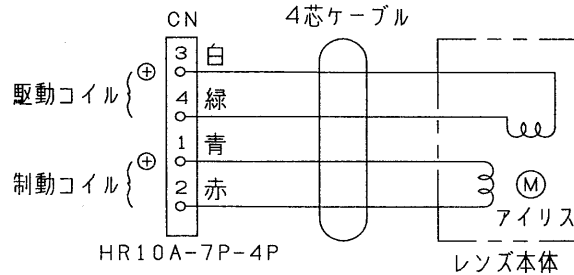 CN
4芯ケーブル
3 白
駆動コイル ⊕
4 緑
1 青
制動コイル ⊕
2 赤
M
アイリス
HR10A-7P-4P
レンズ本体